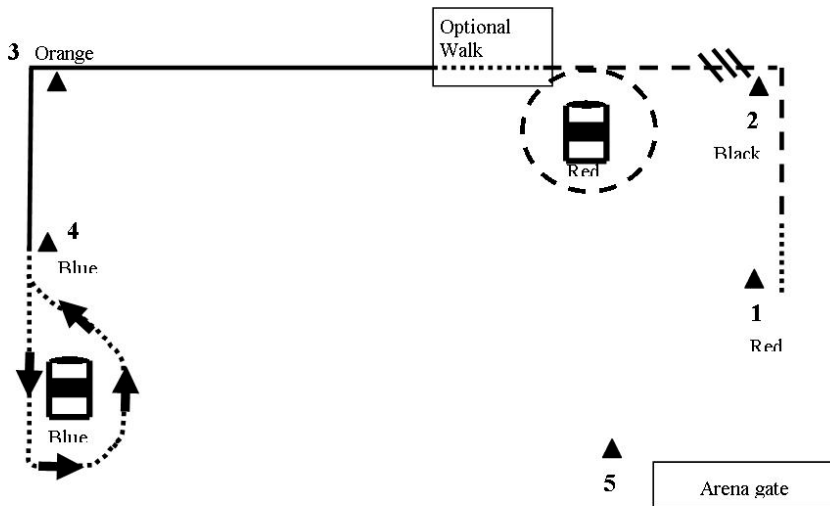 Optional
Walk
3 Orange
2
Black
Red
4
Blue
1
Red
Blue
5
Arena gate